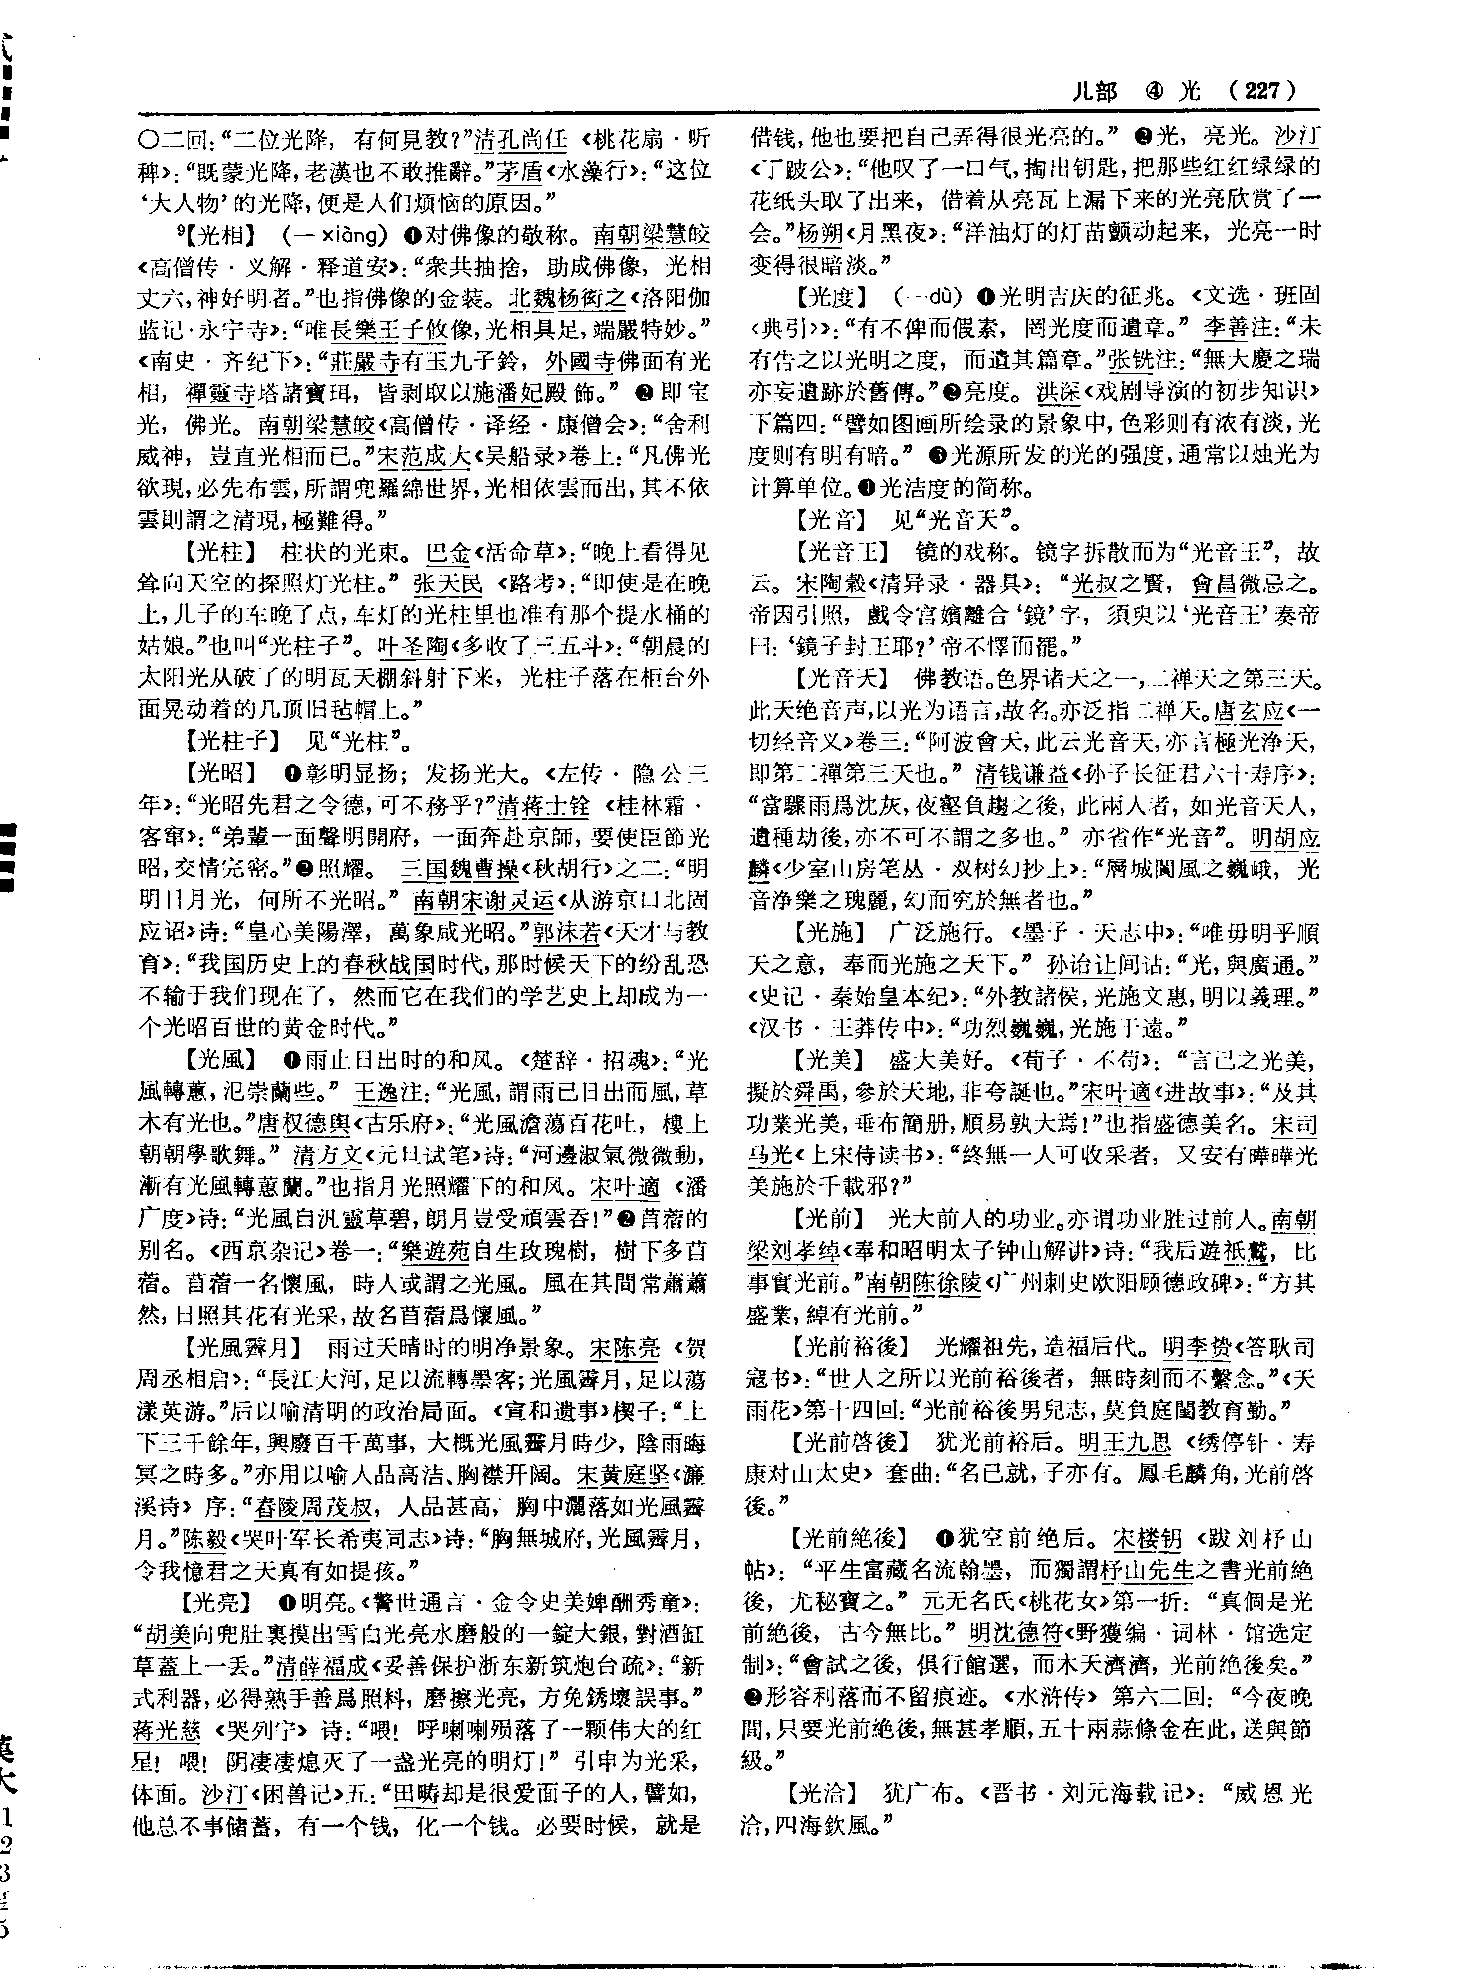 儿部　④　光　（227）
〇二回：“二位光降，有何見教？”清孔尚任《桃花扇·听
稗》：“既蒙光降，老漢也不敢推辭。”茅盾《水藻行》：“这位
‘大人物’的光降，便是人们烦恼的原因。”
⁹【光相】（一xiàng）❶对佛像的敬称。南朝梁慧皎
《高僧传·义解·释道安》：“衆共抽捨，助成佛像，光相
丈六，神好明者。”也指佛像的金装。北魏杨衒之《洛阳伽
蓝记·永宁寺》：“唯長樂王子攸像，光相具足，端嚴特妙。”
《南史·齐纪下》：“莊嚴寺有玉九子鈴，外國寺佛面有光
相，禪靈寺塔諸寶珥，皆剥取以施潘妃殿飾。”❷即宝
光，佛光。南朝梁慧皎《高僧传·译经·康僧会》：“舍利
威神，豈直光相而已。”宋范成大《吴船录》卷上：“凡佛光
欲現，必先布雲，所謂兜羅綿世界，光相依雲而出，其不依
雲則謂之清現，極難得。”
【光柱】　柱状的光束。巴金《活命草》：“晚上看得见
耸向天空的探照灯光柱。”张天民《路考》：“即使是在晚
上，儿子的车晚了点，车灯的光柱里也准有那个提水桶的
姑娘。”也叫“光柱子”。叶圣陶《多收了三五斗》：“朝晨的
太阳光从破了的明瓦天棚斜射下来，光柱子落在柜台外
面晃动着的几顶旧毡帽上。”
【光柱子】　见“光柱”。
【光昭】　❶彰明显扬；发扬光大。《左传·隐公三
年》：“光昭先君之令德，可不務乎？”清蒋士铨《桂林霜·
客窜》：“弟輩一面聲明開府，一面奔赴京師，要使臣節光
昭，交情完密。”❷照耀。三国魏曹操《秋胡行》之二：“明
明日月光，何所不光昭。”南朝宋谢灵运《从游京口北固
应诏》诗：“皇心美陽澤，萬象咸光昭。”郭沫若《天才与教
育》：“我国历史上的春秋战国时代，那时候天下的纷乱恐
不输于我们现在了，然而它在我们的学艺史上却成为一
个光昭百世的黄金时代。”
【光風】　❶雨止日出时的和风。《楚辞·招魂》：“光
風轉蕙，汜崇蘭些。”王逸注：“光風，謂雨已日出而風，草
木有光也。”唐权德舆《古乐府》：“光風澹蕩百花吐，樓上
朝朝學歌舞。”清方文《元旦试笔》诗：“河邊淑氣微微動，
漸有光風轉蕙蘭。”也指月光照耀下的和风。宋叶適《潘
广度》诗：“光風自汎靈草碧，朗月豈受頑雲吞！”❷苜蓿的
别名。《西京杂记》卷一：“樂遊苑自生玫瑰樹，樹下多苜
蓿。苜蓿一名懷風，時人或謂之光風。風在其間常蕭蕭
然，日照其花有光采，故名苜蓿爲懷風。”
【光風霽月】　雨过天晴时的明净景象。宋陈亮《贺
周丞相启》：“長江大河，足以流轉墨客；光風霽月，足以蕩
漾英游。”后以喻清明的政治局面。《宣和遗事》楔子：“上
下三千餘年，興廢百千萬事，大概光風霽月時少，陰雨晦
冥之時多。”亦用以喻人品高洁、胸襟开阔。宋黄庭坚《濂
溪诗》序：“舂陵周茂叔，人品甚高，胸中灑落如光風霽
月。”陈毅《哭叶军长希夷同志》诗：“胸無城府，光風霽月，
令我憶君之天真有如提孩。”
【光亮】　❶明亮。《警世通言·金令史美婢酬秀童》：
“胡美向兜肚裏摸出雪白光亮水磨般的一錠大銀，對酒缸
草蓋上一丢。”清薛福成《妥善保护浙东新筑炮台疏》：“新
式利器，必得熟手善爲照料，磨擦光亮，方免銹壞誤事。”
蒋光慈《哭列宁》诗：“喂！呼喇喇殒落了一颗伟大的红
星！喂！阴凄凄熄灭了一盏光亮的明灯！”引申为光采，
体面。沙汀《困兽记》五：“田畴却是很爱面子的人，譬如，
他总不事储蓄，有一个钱，化一个钱。必要时候，就是
借钱，他也要把自己弄得很光亮的。”❷光，亮光。沙汀
《丁跛公》：“他叹了一口气，掏出钥匙，把那些红红绿绿的
花纸头取了出来，借着从亮瓦上漏下来的光亮欣赏了一
会。”杨朔《月黑夜》：“洋油灯的灯苗颤动起来，光亮一时
变得很暗淡。”
【光度】（一dù）❶光明吉庆的征兆。《文选·班固
〈典引〉》：“有不俾而假素，罔光度而遺章。”李善注：“未
有告之以光明之度，而遺其篇章。”张铣注：“無大慶之瑞
亦妄遺跡於舊傳。”❷亮度。洪深《戏剧导演的初步知识》
下篇四：“譬如图画所绘录的景象中，色彩则有浓有淡，光
度则有明有暗。”❸光源所发的光的强度，通常以烛光为
计算单位。❹光洁度的简称。
【光音】　见“光音天”。
【光音王】　镜的戏称。镜字拆散而为“光音王”，故
云。宋陶穀《清异录·器具》：“光叔之賢，會昌微忌之。
帝因引照，戲令宫嬪離合‘鏡’字，須臾以‘光音王’奏帝
曰：‘鏡子封王耶？’帝不懌而罷。”
【光音天】　佛教语。色界诸天之一，二禅天之第三天。
此天绝音声，以光为语言，故名。亦泛指二禅天。唐玄应《一
切经音义》卷三：“阿波會天，此云光音天，亦言極光浄天，
即第二禪第三天也。”清钱谦益《孙子长征君六十寿序》：
“當驟雨爲沈灰，夜壑負趨之後，此兩人者，如光音天人，
遺種劫後，亦不可不謂之多也。”亦省作“光音”。明胡应
麟《少室山房笔丛·双树幻抄上》：“層城閬風之巍峨，光
音净樂之瑰麗，幻而究於無者也。”
【光施】　广泛施行。《墨子·天志中》：“唯毋明乎順
天之意，奉而光施之天下。”孙诒让间诂：“光，與廣通。”
《史记·秦始皇本纪》：“外教諸侯，光施文惠，明以義理。”
《汉书·王莽传中》：“功烈巍巍，光施于遠。”
【光美】　盛大美好。《荀子·不苟》：“言己之光美，
擬於舜禹，參於天地，非夸誕也。”宋叶適《进故事》：“及其
功業光美，垂布簡册，順易孰大焉！”也指盛德美名。宋司
马光《上宋侍读书》：“終無一人可收采者，又安有曄曄光
美施於千載邪？”
【光前】　光大前人的功业。亦谓功业胜过前人。南朝
梁刘孝绰《奉和昭明太子钟山解讲》诗：“我后遊祇鷲，比
事實光前。”南朝陈徐陵《广州刺史欧阳頠德政碑》：“方其
盛業，綽有光前。”
【光前裕後】　光耀祖先，造福后代。明李贽《答耿司
寇书》：“世人之所以光前裕後者，無時刻而不繫念。”《天
雨花》第十四回：“光前裕後男兒志，莫負庭闈教育勤。”
【光前啓後】　犹光前裕后。明王九思《绣停针·寿
康对山太史》套曲：“名已就，子亦有。鳳毛麟角，光前啓
後。”
【光前絶後】　❶犹空前绝后。宋楼钥《跋刘杼山
帖》：“平生富藏名流翰墨，而獨謂杼山先生之書光前絶
後，尤秘寶之。”元无名氏《桃花女》第一折：“真個是光
前絶後，古今無比。”明沈德符《野獲编·词林·馆选定
制》：“會試之後，俱行館選，而木天濟濟，光前绝後矣。”
❷形容利落而不留痕迹。《水浒传》第六二回：“今夜晚
間，只要光前絶後，無甚孝順，五十兩蒜條金在此，送與節
級。”
【光洽】　犹广布。《晋书·刘元海载记》：“威恩光
洽，四海欽風。”